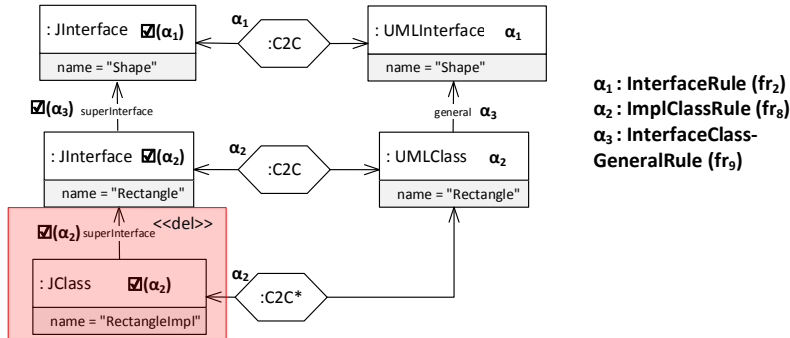 α₁ α₁
: JInterface ☑(α₁) :C2C : UMLInterface α₁
name = "Shape" name = "Shape"
α₁ : InterfaceRule (fr₂)
α₂ : ImplClassRule (fr₈)
α₃ : InterfaceClass-
GeneralRule (fr₉)
☑(α₃) superInterface general α₃
: JInterface ☑(α₂) α₂ :C2C : UMLClass α₂
name = "Rectangle" name = "Rectangle"
<<del>>
☑(α₂) superInterface
: JClass ☑(α₂) α₂ :C2C*
name = "RectangleImpl"